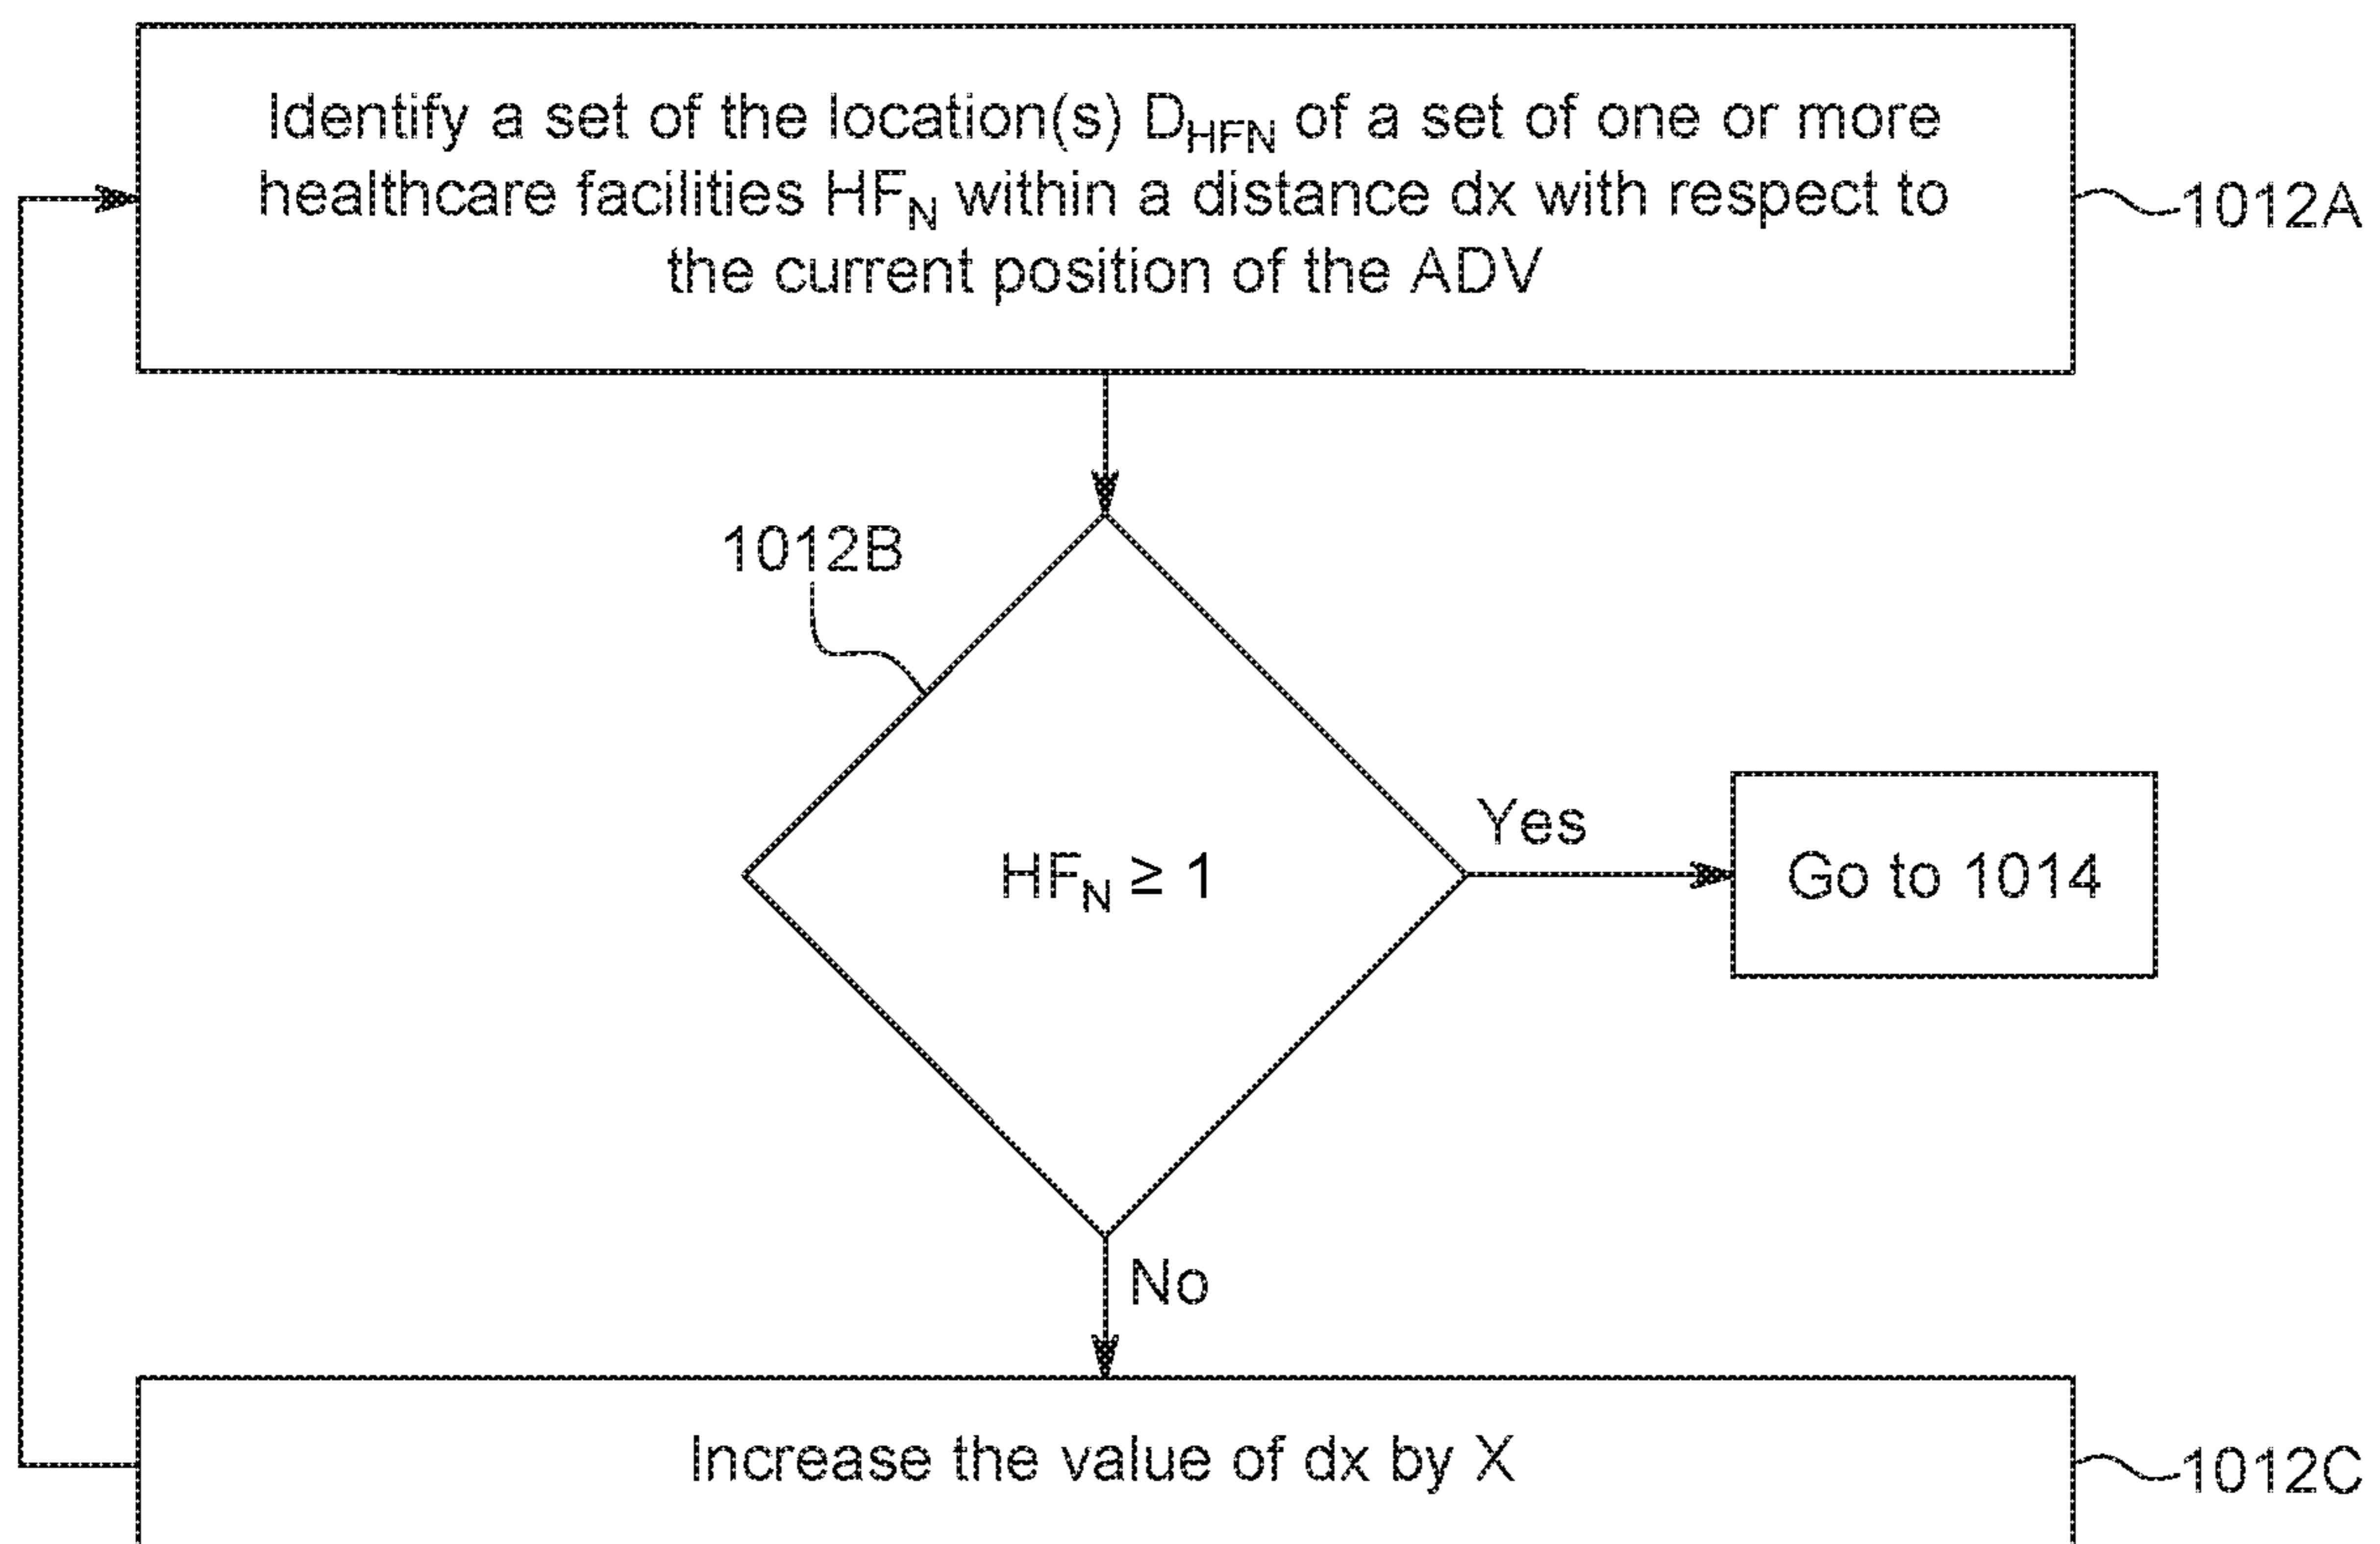 Identify a set of the location(s) D_HFN of a set of one or more
healthcare facilities HF_N within a distance dx with respect to
the current position of the ADV
1012A
1012B
HF_N ≥ 1
Yes
Go to 1014
No
Increase the value of dx by X
1012C